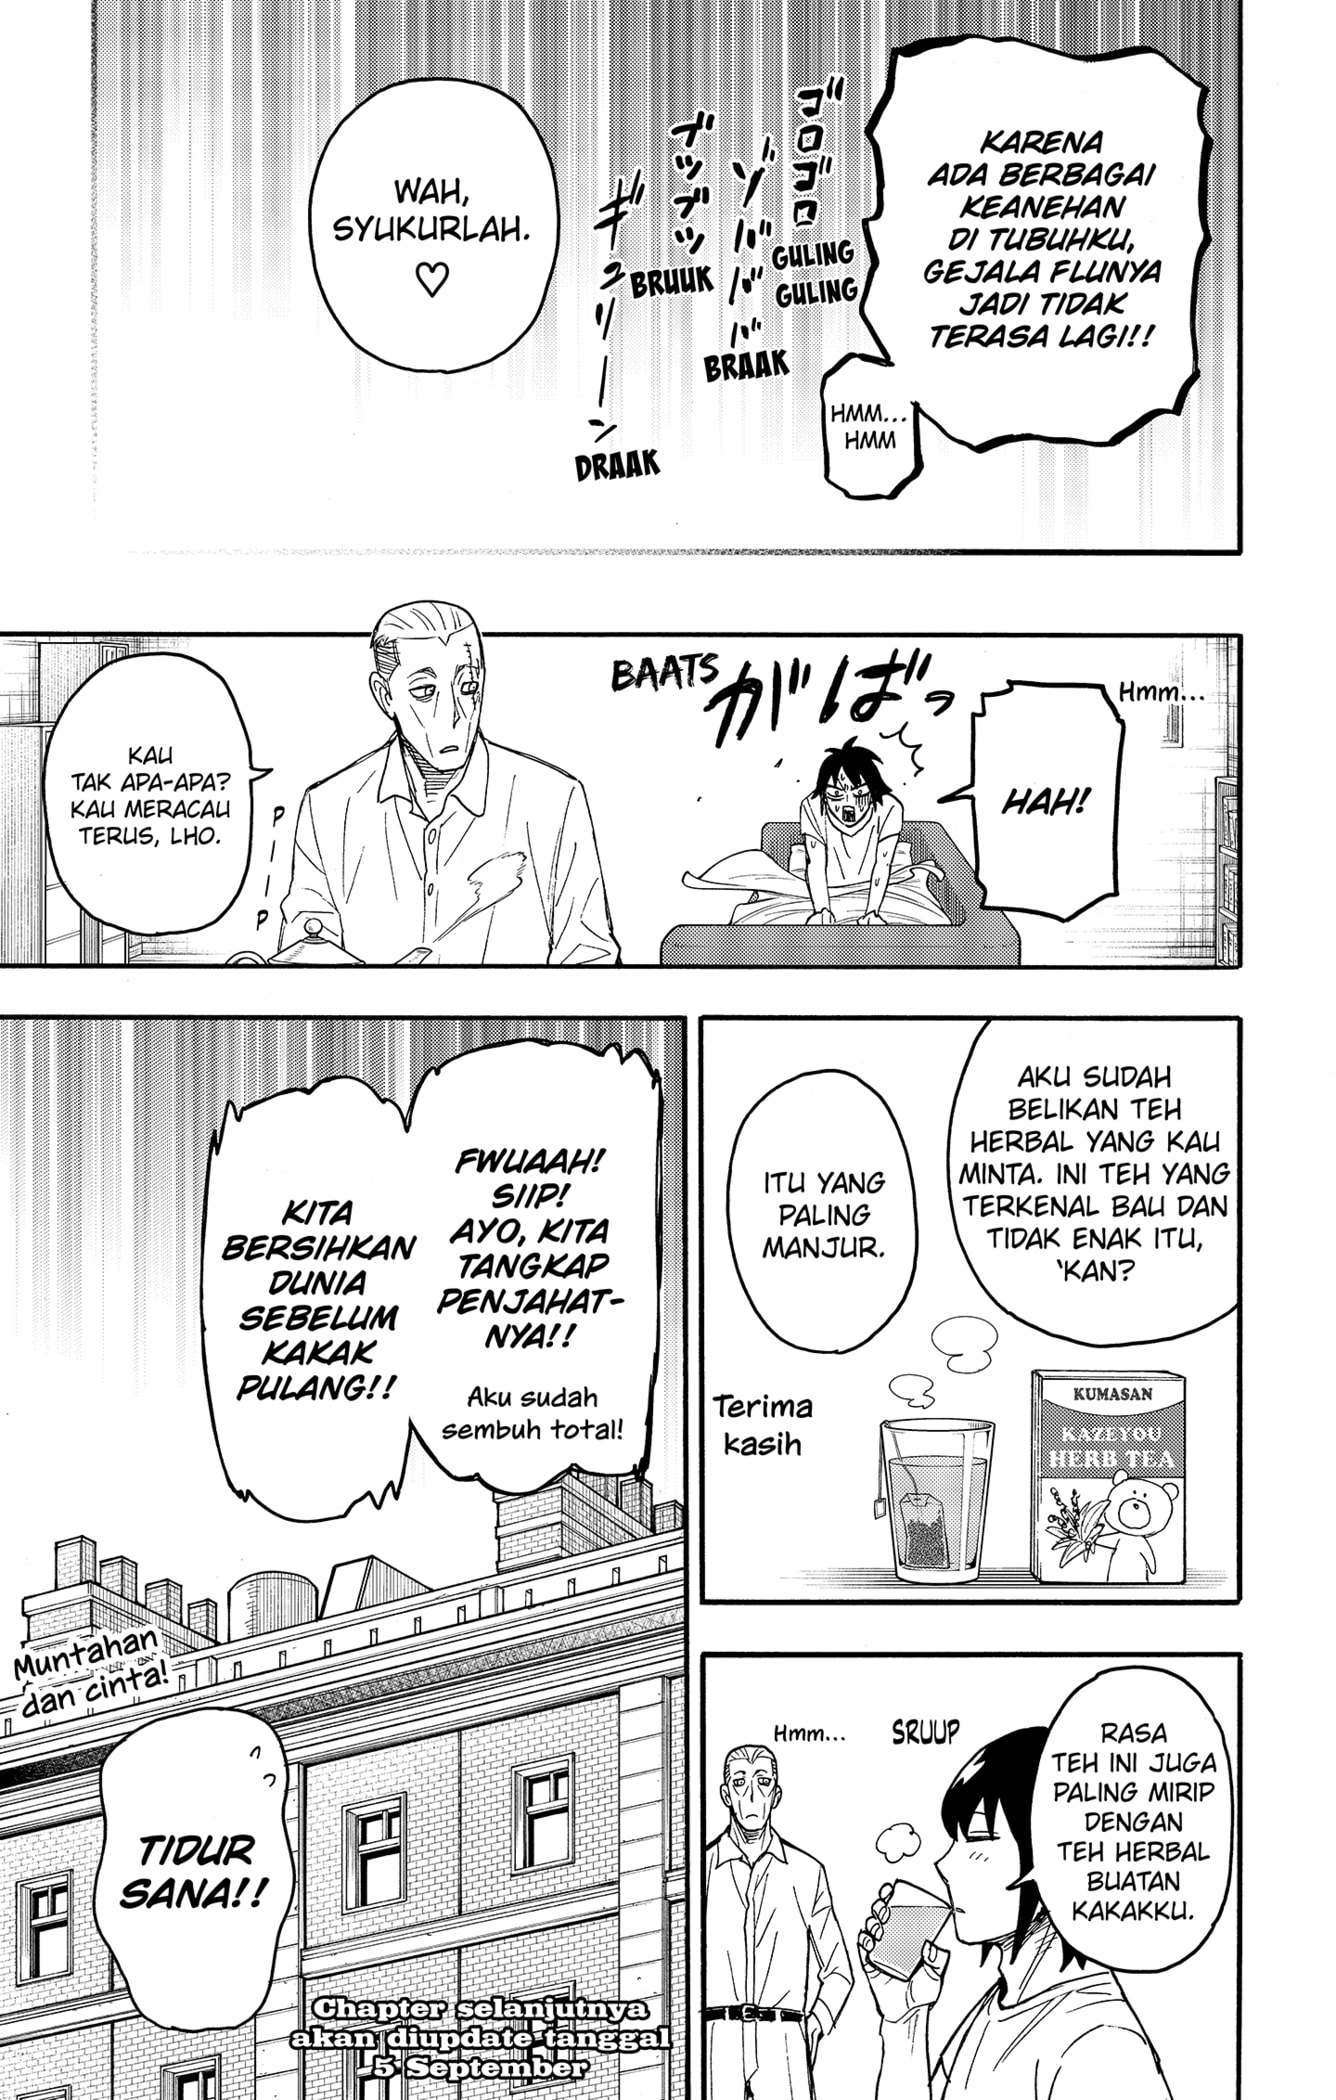 KARENA
ADA BERBAGAI
KEANEHAN
DI TUBUHKU,
GEJALA FLUNYA
JADI TIDAK
TERASA LAGI!!
HMM...
HMM
ゴロゴロ
GULING
GULING
ゾババババ
BRAAK
ブツブツ
BRUUK
ギュリーン
DRAAK
WAH,
SYUKURLAH.
♡
Hmm...
HAH!
がばっ
BAATS
KAU
TAK APA-APA?
KAU MERACAU
TERUS, LHO.
AKU SUDAH
BELIKAN TEH
HERBAL YANG KAU
MINTA. INI TEH YANG
TERKENAL BAU DAN
TIDAK ENAK ITU,
‘KAN?
ITU YANG
PALING
MANJUR.
Terima
kasih
KUMASAN
KAZEYOU
HERB TEA
RASA
TEH INI JUGA
PALING MIRIP
DENGAN
TEH HERBAL
BUATAN
KAKAKKU.
SRUUP
Hmm...
FWUAAH!
SIIP!
AYO, KITA
TANGKAP
PENJAHAT-
NYA!!
Aku sudah
sembuh total!
KITA
BERSIHKAN
DUNIA
SEBELUM
KAKAK
PULANG!!
Muntahan
dan cinta!
TIDUR
SANA!!
Chapter selanjutnya
akan diupdate tanggal
5 September